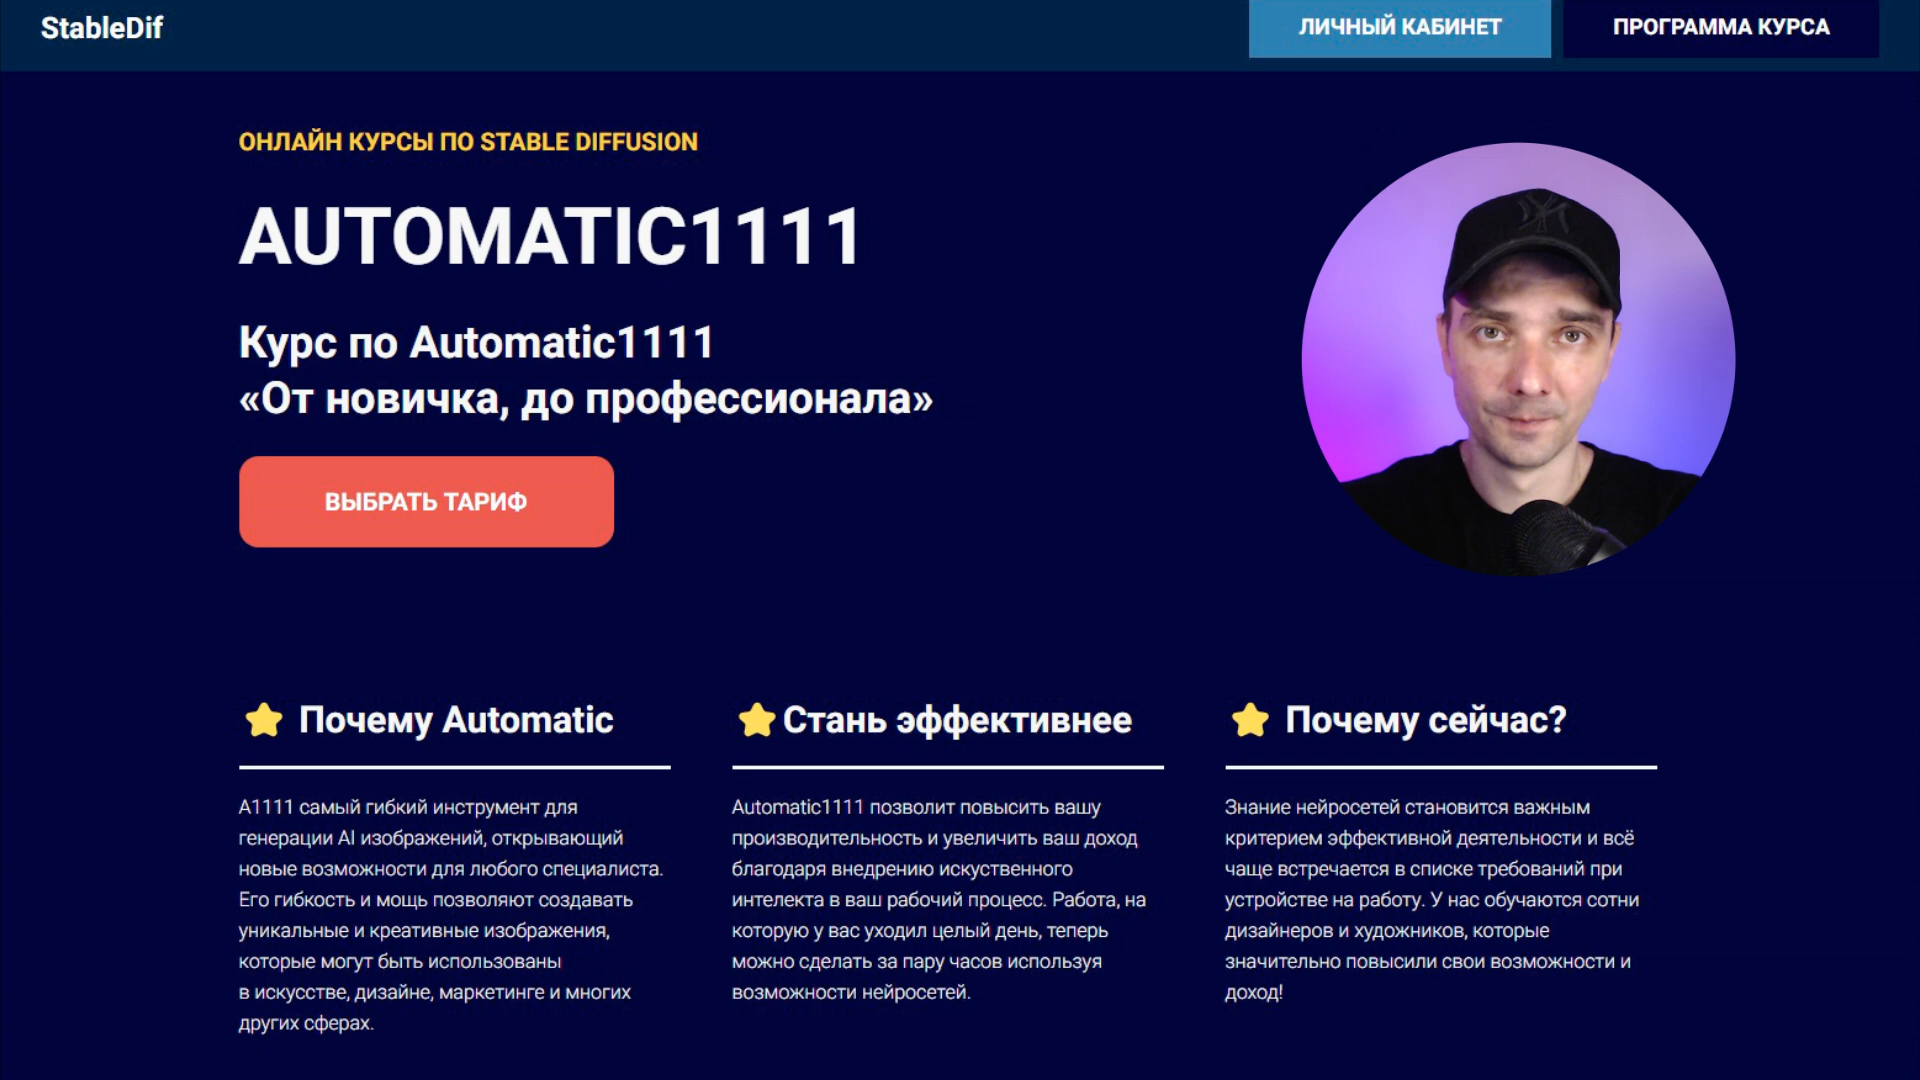 StableDif
ЛИЧНЫЙ КАБИНЕТ
ПРОГРАММА КУРСА
ОНЛАЙН КУРСЫ ПО STABLE DIFFUSION
AUTOMATIC1111
Курс по Automatic1111
«От новичка, до профессионала»
ВЫБРАТЬ ТАРИФ
Почему Automatic
A1111 самый гибкий инструмент для
генерации AI изображений, открывающий
новые возможности для любого специалиста.
Его гибкость и мощь позволяют создавать
уникальные и креативные изображения,
которые могут быть использованы
в искусстве, дизайне, маркетинге и многих
других сферах.
Стань эффективнее
Automatic1111 позволит повысить вашу
производительность и увеличить ваш доход
благодаря внедрению искуственного
интелекта в ваш рабочий процесс. Работа, на
которую у вас уходил целый день, теперь
можно сделать за пару часов используя
возможности нейросетей.
Почему сейчас?
Знание нейросетей становится важным
критерием эффективной деятельности и всё
чаще встречается в списке требований при
устройстве на работу. У нас обучаются сотни
дизайнеров и художников, которые
значительно повысили свои возможности и
доход!